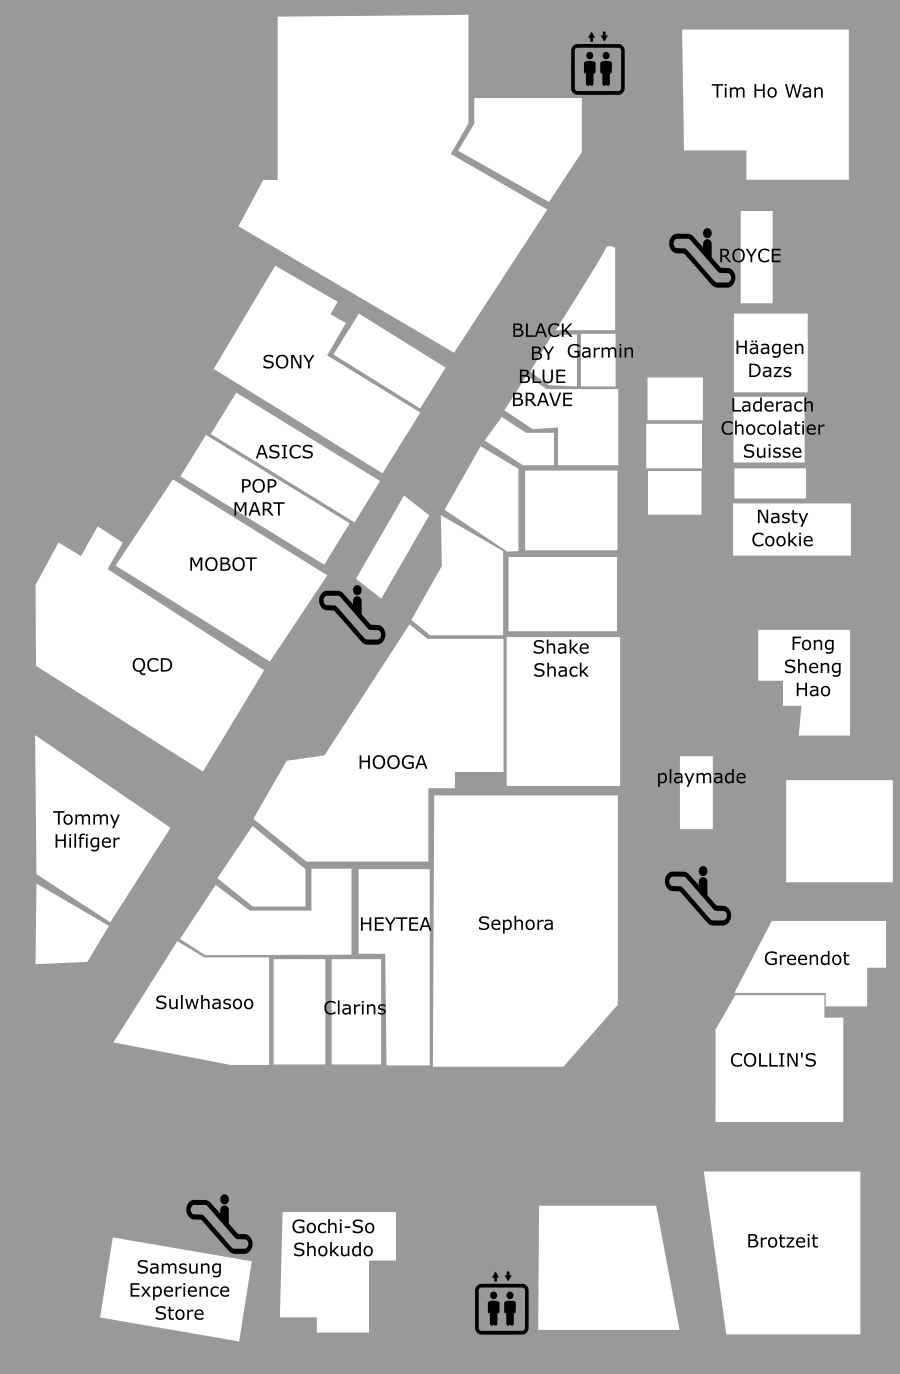 Tim Ho Wan
ROYCE
BLACK
BY
BLUE
BRAVE
Garmin
Häagen
Dazs
SONY
Laderach
Chocolatier
Suisse
ASICS
POP
MART
Nasty
Cookie
MOBOT
QCD
Shake
Shack
Fong
Sheng
Hao
HOOGA
playmade
Tommy
Hilfiger
HEYTEA
Sephora
Greendot
Sulwhasoo
Clarins
COLLIN'S
Gochi-So
Shokudo
Brotzeit
Samsung
Experience
Store